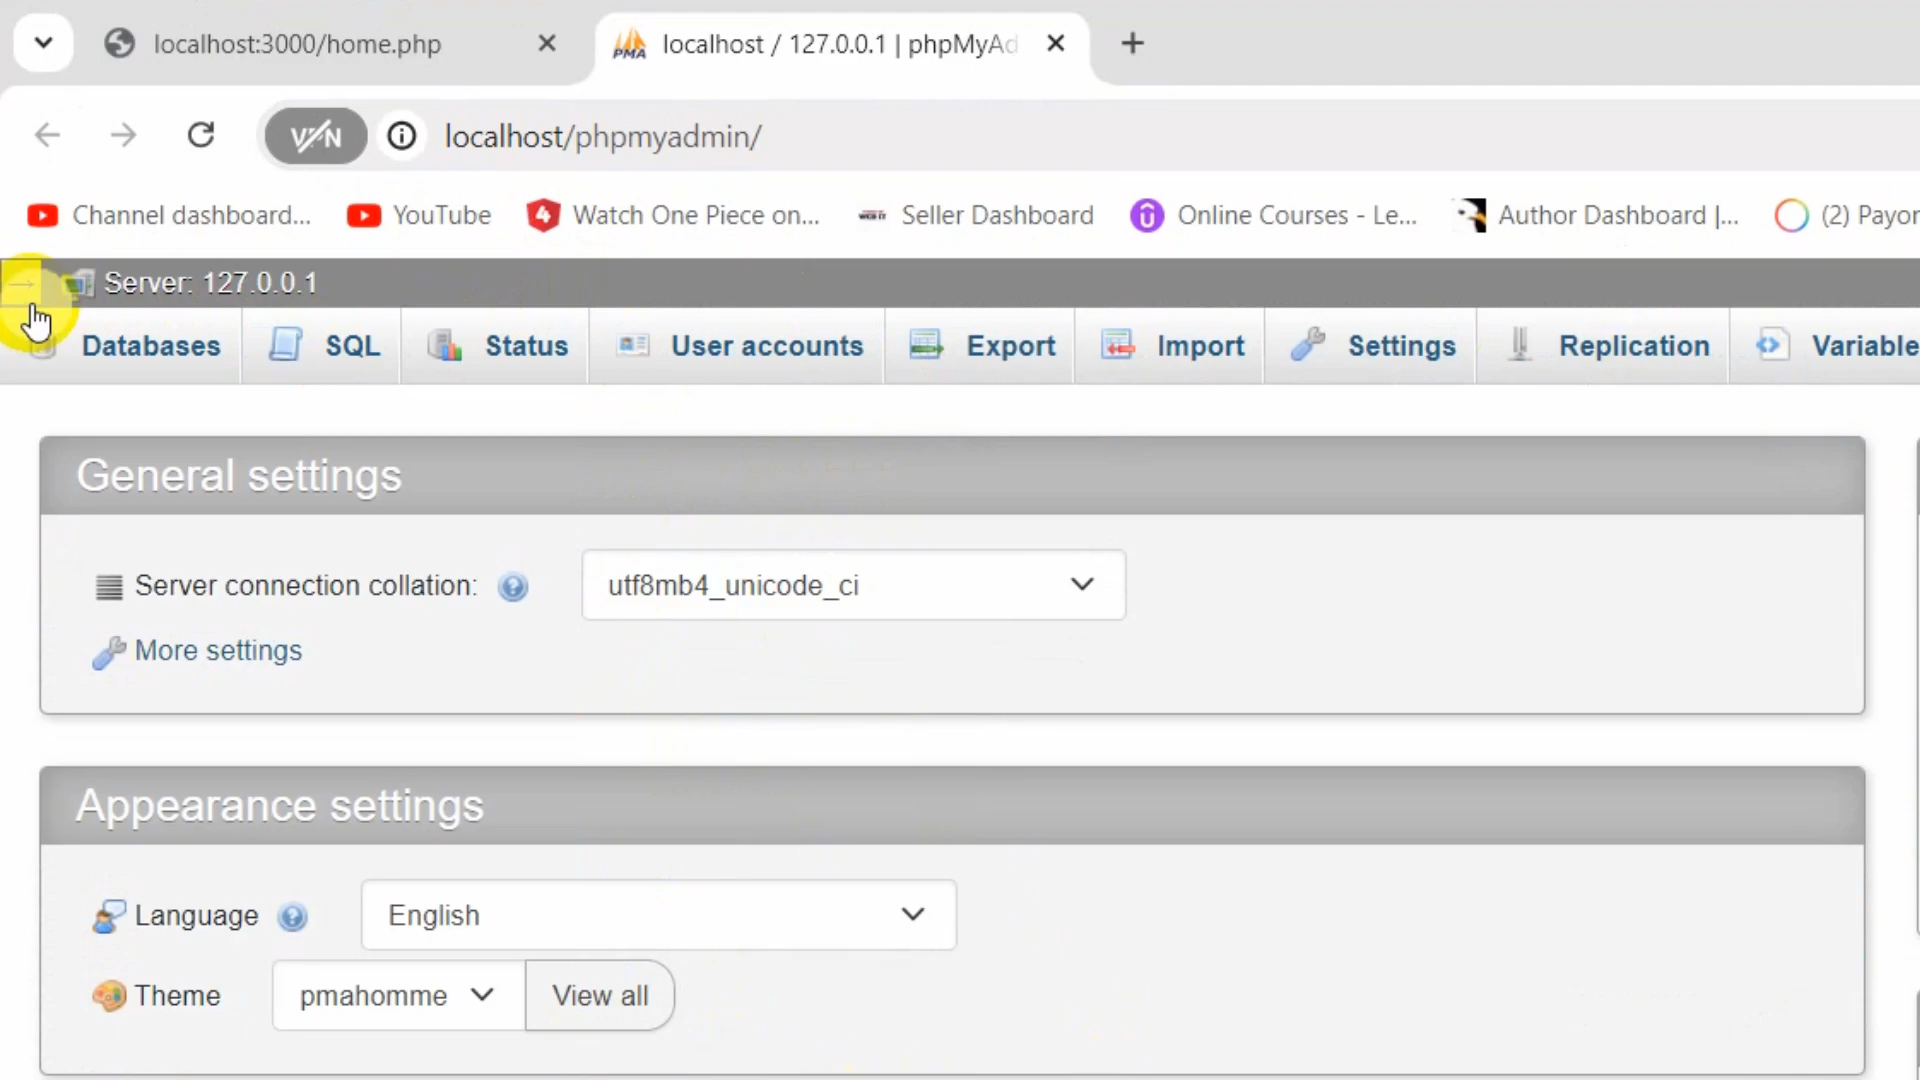 localhost:3000/home.php
PMA localhost / 127.0.0.1 | phpMyAd
VPN localhost/phpmyadmin/
Channel dashboard... YouTube 4 Watch One Piece on... Seller Dashboard Online Courses - Le... Author Dashboard |... (2) Payor
Server: 127.0.0.1
Databases SQL Status User accounts Export Import Settings Replication Variable
General settings
Server connection collation: utf8mb4_unicode_ci
More settings
Appearance settings
Language English
Theme pmahomme View all